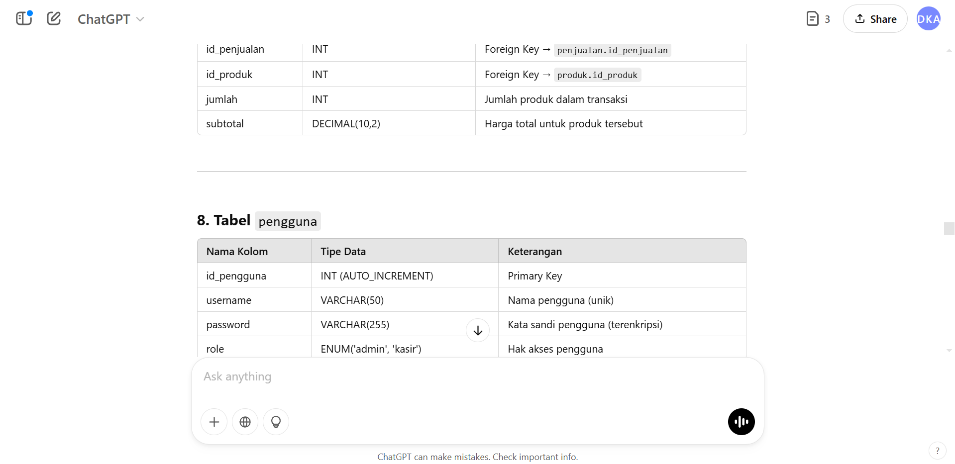 ChatGPT
3
Share
DKA
id_penjualan INT Foreign Key → penjualan.id_penjualan
id_produk INT Foreign Key → produk.id_produk
jumlah INT Jumlah produk dalam transaksi
subtotal DECIMAL(10,2) Harga total untuk produk tersebut
8. Tabel pengguna
Nama Kolom Tipe Data Keterangan
id_pengguna INT (AUTO_INCREMENT) Primary Key
username VARCHAR(50) Nama pengguna (unik)
password VARCHAR(255) Kata sandi pengguna (terenkripsi)
role ENUM('admin', 'kasir') Hak akses pengguna
Ask anything
ChatGPT can make mistakes. Check important info.
?